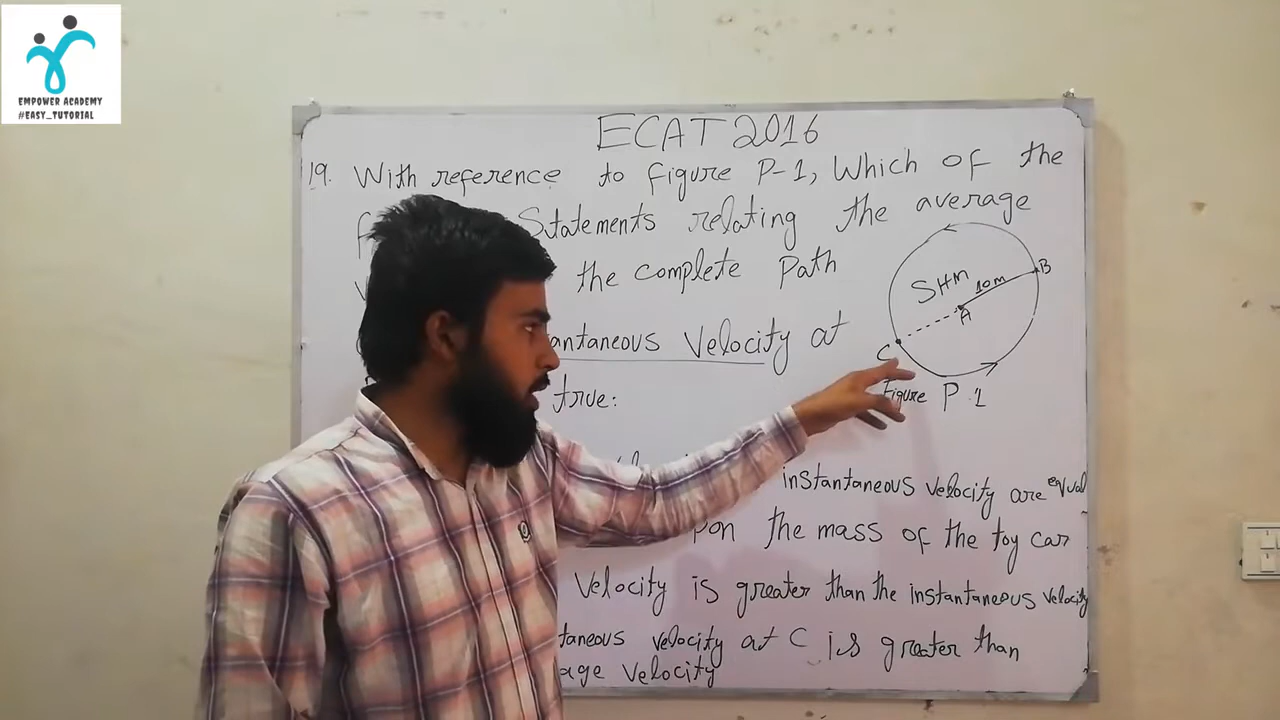 EMPOWER ACADEMY
#EASY_TUTORIAL
ECAT 2016
19. With reference to figure P-1, Which of the
Statements relating the average
the complete Path
antaneous Velocity at
true:
SHM
10m
A
B
C
Figure P.1
instantaneous velocity are equal
pon the mass of the toy car
Velocity is greater than the instantaneous velocity
taneous velocity at C is greater than
age velocity